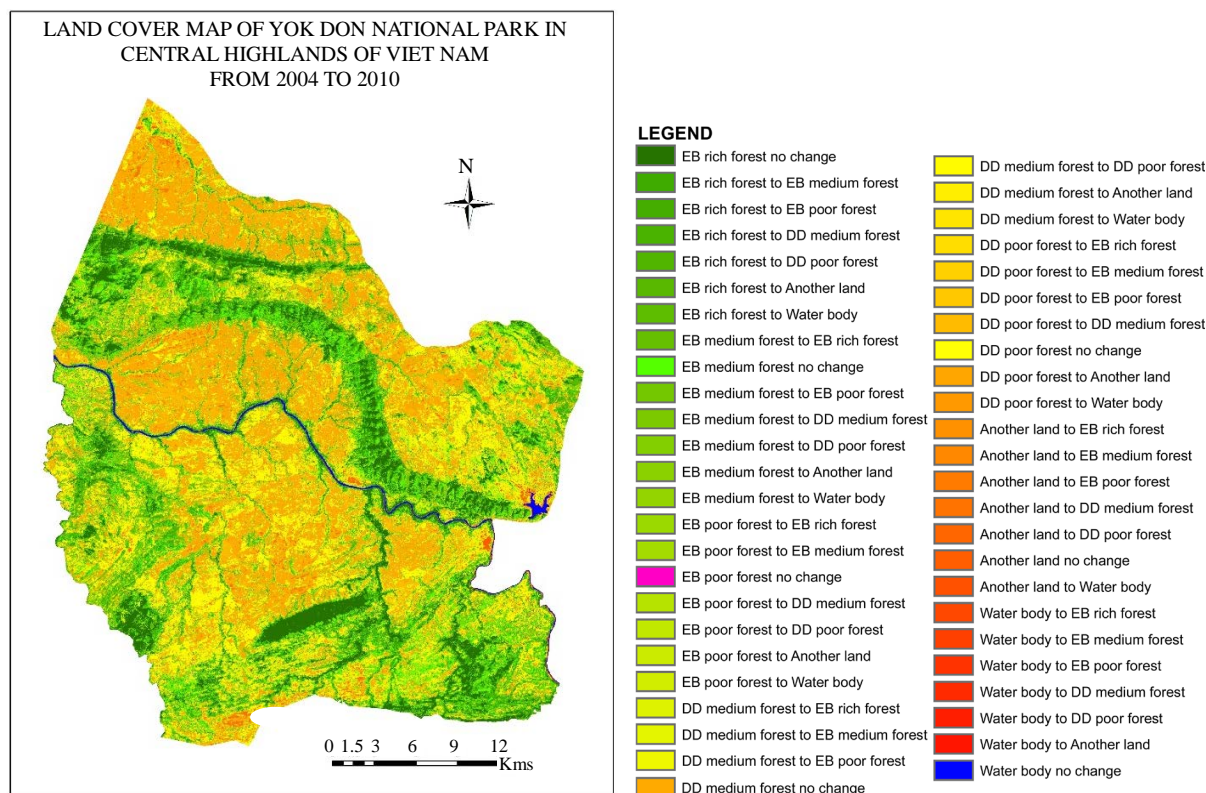 LAND COVER MAP OF YOK DON NATIONAL PARK IN
CENTRAL HIGHLANDS OF VIET NAM
FROM 2004 TO 2010
N
0 1.5 3 6 9 12
Kms
LEGEND
EB rich forest no change
EB rich forest to EB medium forest
EB rich forest to EB poor forest
EB rich forest to DD medium forest
EB rich forest to DD poor forest
EB rich forest to Another land
EB rich forest to Water body
EB medium forest to EB rich forest
EB medium forest no change
EB medium forest to EB poor forest
EB medium forest to DD medium forest
EB medium forest to DD poor forest
EB medium forest to Another land
EB medium forest to Water body
EB poor forest to EB rich forest
EB poor forest to EB medium forest
EB poor forest no change
EB poor forest to DD medium forest
EB poor forest to DD poor forest
EB poor forest to Another land
EB poor forest to Water body
DD medium forest to EB rich forest
DD medium forest to EB medium forest
DD medium forest to EB poor forest
DD medium forest no change
DD medium forest to DD poor forest
DD medium forest to Another land
DD medium forest to Water body
DD poor forest to EB rich forest
DD poor forest to EB medium forest
DD poor forest to EB poor forest
DD poor forest to DD medium forest
DD poor forest no change
DD poor forest to Another land
DD poor forest to Water body
Another land to EB rich forest
Another land to EB medium forest
Another land to EB poor forest
Another land to DD medium forest
Another land to DD poor forest
Another land no change
Another land to Water body
Water body to EB rich forest
Water body to EB medium forest
Water body to EB poor forest
Water body to DD medium forest
Water body to DD poor forest
Water body to Another land
Water body no change